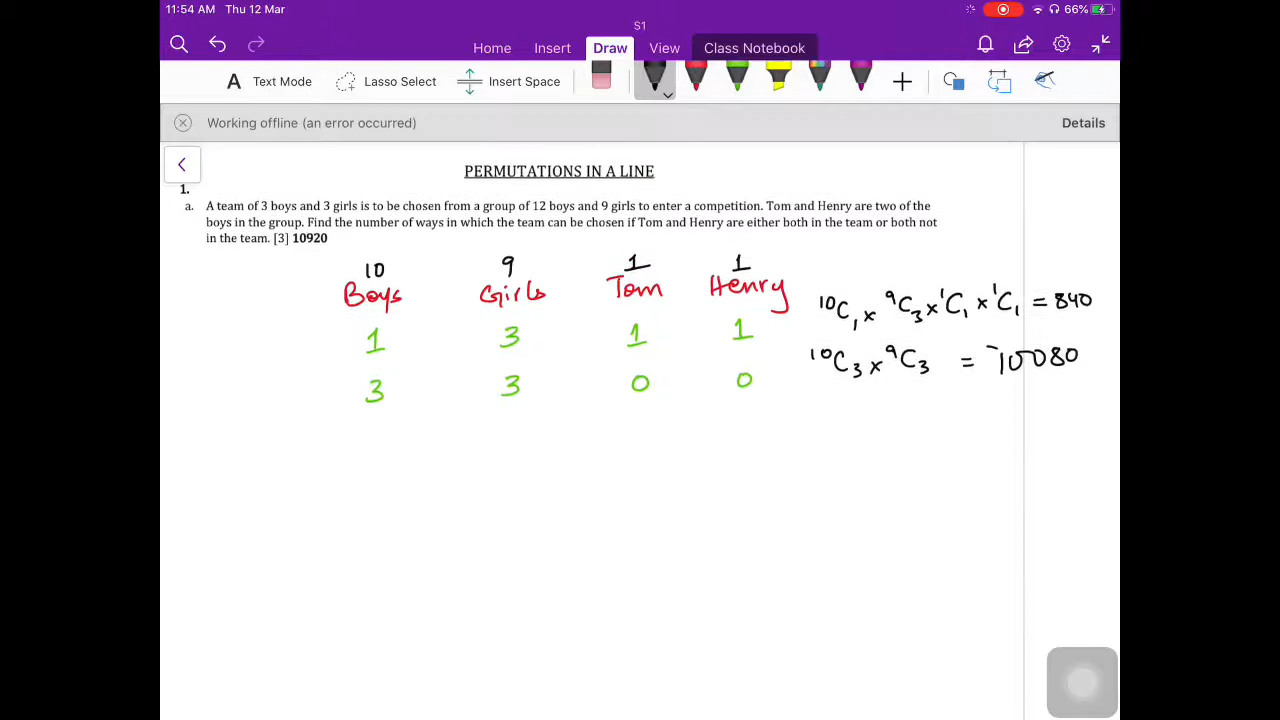 11:54 AM Thu 12 Mar 66%
S1
Home Insert Draw View Class Notebook
A Text Mode Lasso Select Insert Space
Working offline (an error occurred) Details
PERMUTATIONS IN A LINE
1.
a. A team of 3 boys and 3 girls is to be chosen from a group of 12 boys and 9 girls to enter a competition. Tom and Henry are two of the
boys in the group. Find the number of ways in which the team can be chosen if Tom and Henry are either both in the team or both not
in the team. [3] 10920
10 9 1 1
Boys Girls Tom Henry
1 3 1 1 ¹⁰C₁ × ⁹C₃ × ¹C₁ × ¹C₁ = 840
3 3 0 0 ¹⁰C₃ × ⁹C₃ = 10080